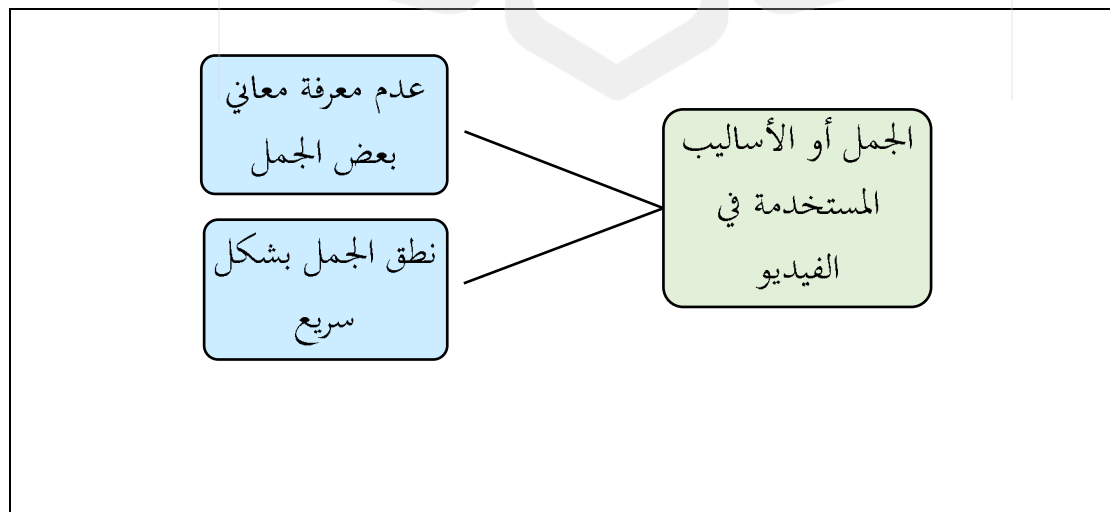 الجمل أو الأساليب
المستخدمة في
الفيديو
عدم معرفة معاني
بعض الجمل
نطق الجمل بشكل
سريع